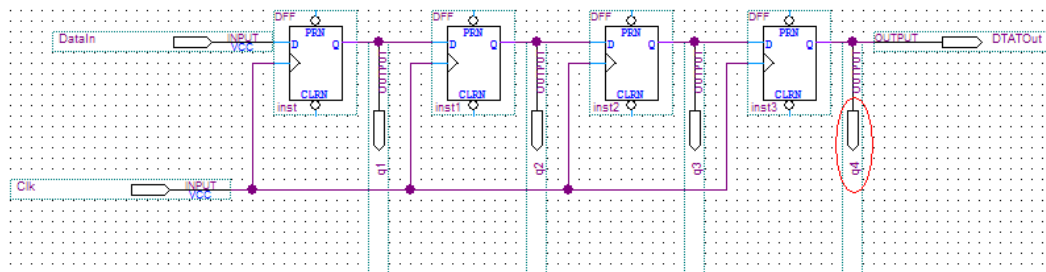 DFF DFF DFF DFF
PRN PRN PRN PRN
DataIn INPUT VCC D Q OUTPUT D Q OUTPUT D Q OUTPUT D Q OUTPUT OUTPUT DTATOut
CLRN CLRN CLRN CLRN
inst inst1 inst2 inst3
q1 q2 q3 q4
Clk INPUT
VCC